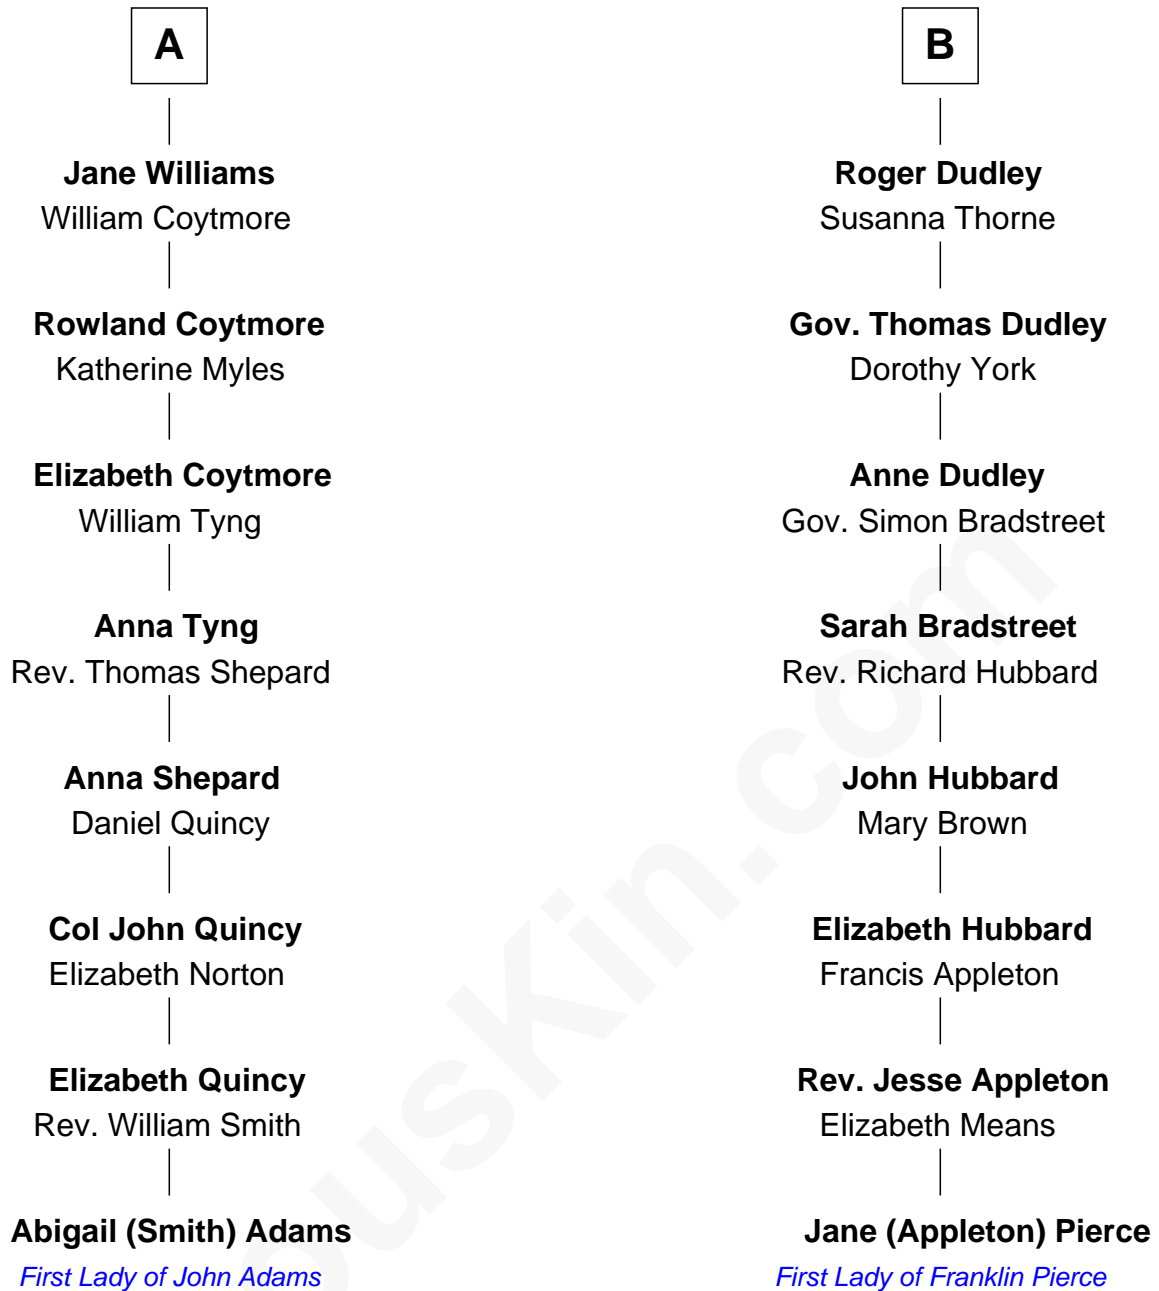 A
Jane Williams
William Coytmore
Rowland Coytmore
Katherine Myles
Elizabeth Coytmore
William Tyng
Anna Tyng
Rev. Thomas Shepard
Anna Shepard
Daniel Quincy
Col John Quincy
Elizabeth Norton
Elizabeth Quincy
Rev. William Smith
Abigail (Smith) Adams
First Lady of John Adams
B
Roger Dudley
Susanna Thorne
Gov. Thomas Dudley
Dorothy York
Anne Dudley
Gov. Simon Bradstreet
Sarah Bradstreet
Rev. Richard Hubbard
John Hubbard
Mary Brown
Elizabeth Hubbard
Francis Appleton
Rev. Jesse Appleton
Elizabeth Means
Jane (Appleton) Pierce
First Lady of Franklin Pierce
ousKin.com